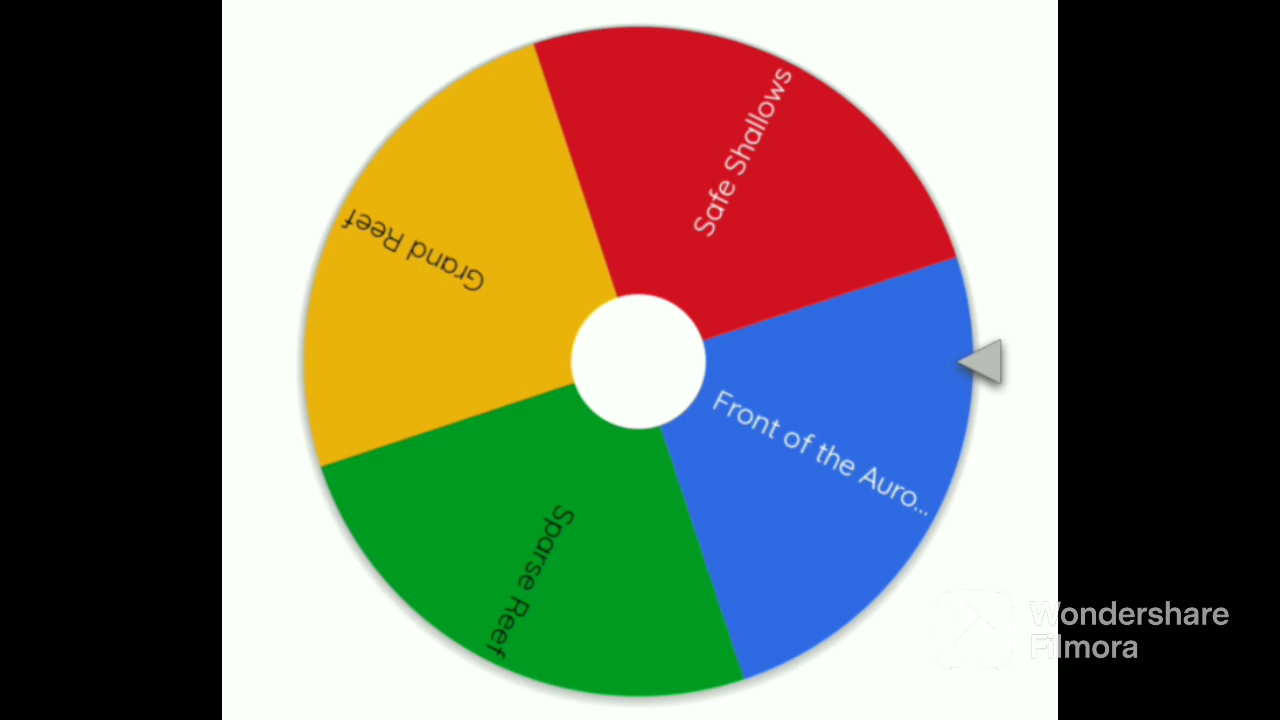 Safe Shallows
Grand Reef
Front of the Auro...
Sparse Reef
Wondershare
Filmora